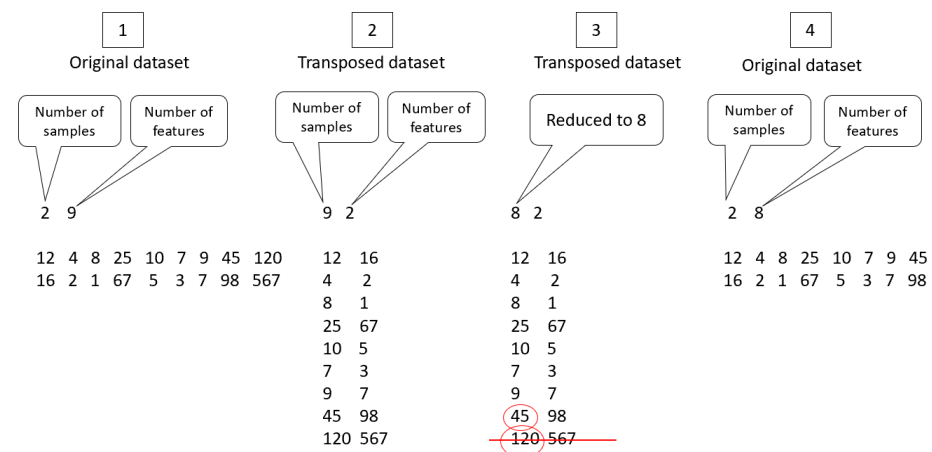 1
Original dataset
Number of
samples
Number of
features
2 9
12 4 8 25 10 7 9 45 120
16 2 1 67 5 3 7 98 567
2
Transposed dataset
Number of
samples
Number of
features
9 2
12 16
4 2
8 1
25 67
10 5
7 3
9 7
45 98
120 567
3
Transposed dataset
Reduced to 8
8 2
12 16
4 2
8 1
25 67
10 5
7 3
9 7
45 98
120 567
4
Original dataset
Number of
samples
Number of
features
2 8
12 4 8 25 10 7 9 45
16 2 1 67 5 3 7 98